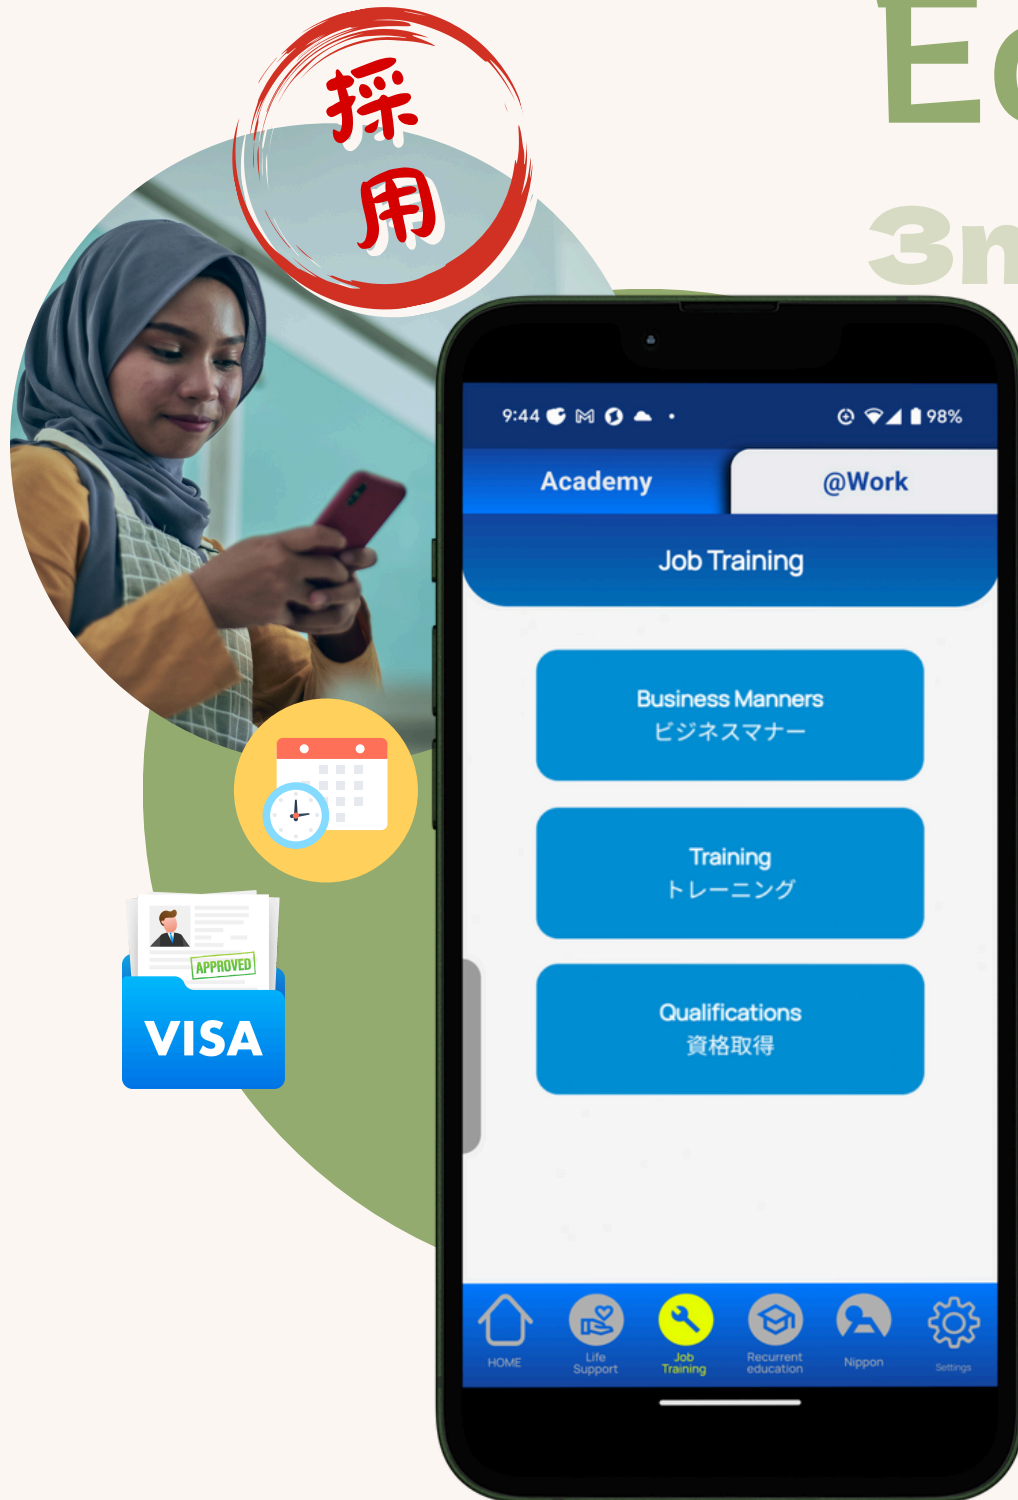 採
用
9:44
98%
Academy
@Work
Job Training
Business Manners
ビジネスマナー
Training
トレーニング
Qualifications
資格取得
APPROVED
VISA
HOME
Life
Support
Job
Training
Recurrent
education
Nippon
Settings